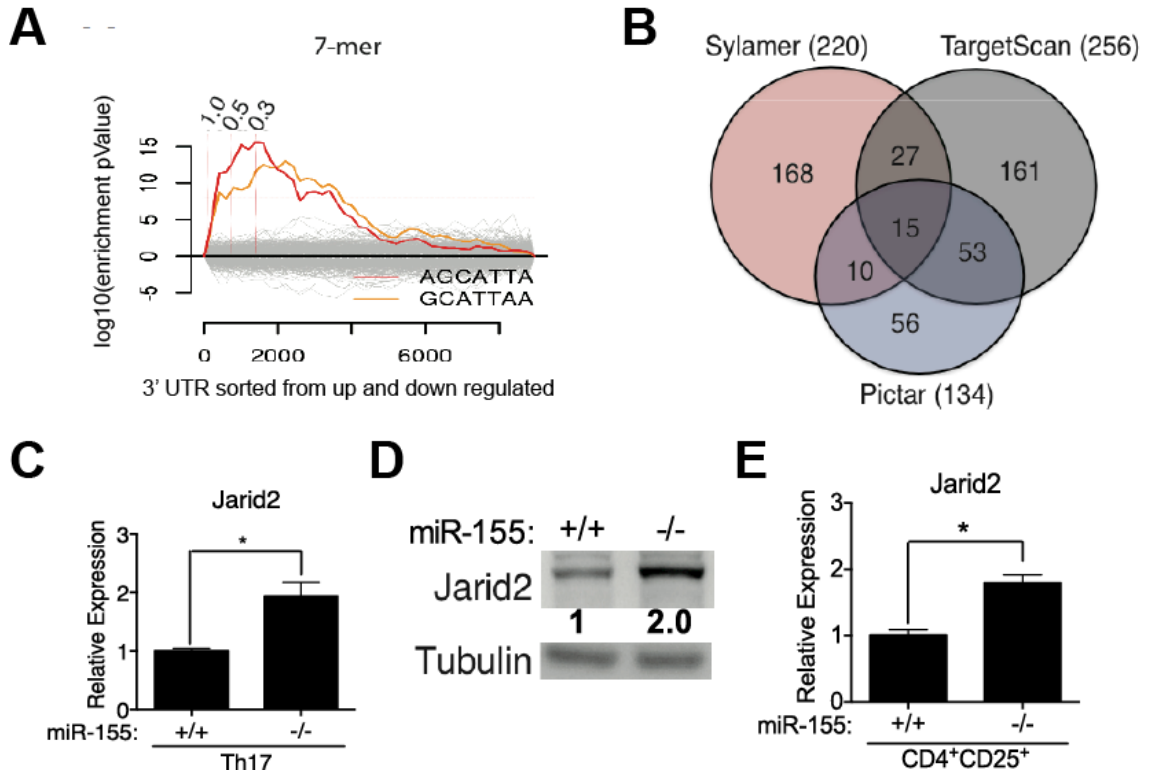 A
7-mer
1.0
0.5
0.3
log10(enrichment pValue)
15
10
5
0
-5
AGCATTA
GCATTAA
0 2000 6000
3' UTR sorted from up and down regulated
B
Sylamer (220) TargetScan (256)
168 27 161
15
10 53
56
Pictar (134)
C
Jarid2
Relative Expression
3
2
1
0
*
miR-155: +/+ -/-
Th17
D
miR-155: +/+ -/-
Jarid2
1 2.0
Tubulin
E
Jarid2
Relative Expression
3
2
1
0
*
miR-155: +/+ -/-
CD4⁺CD25⁺